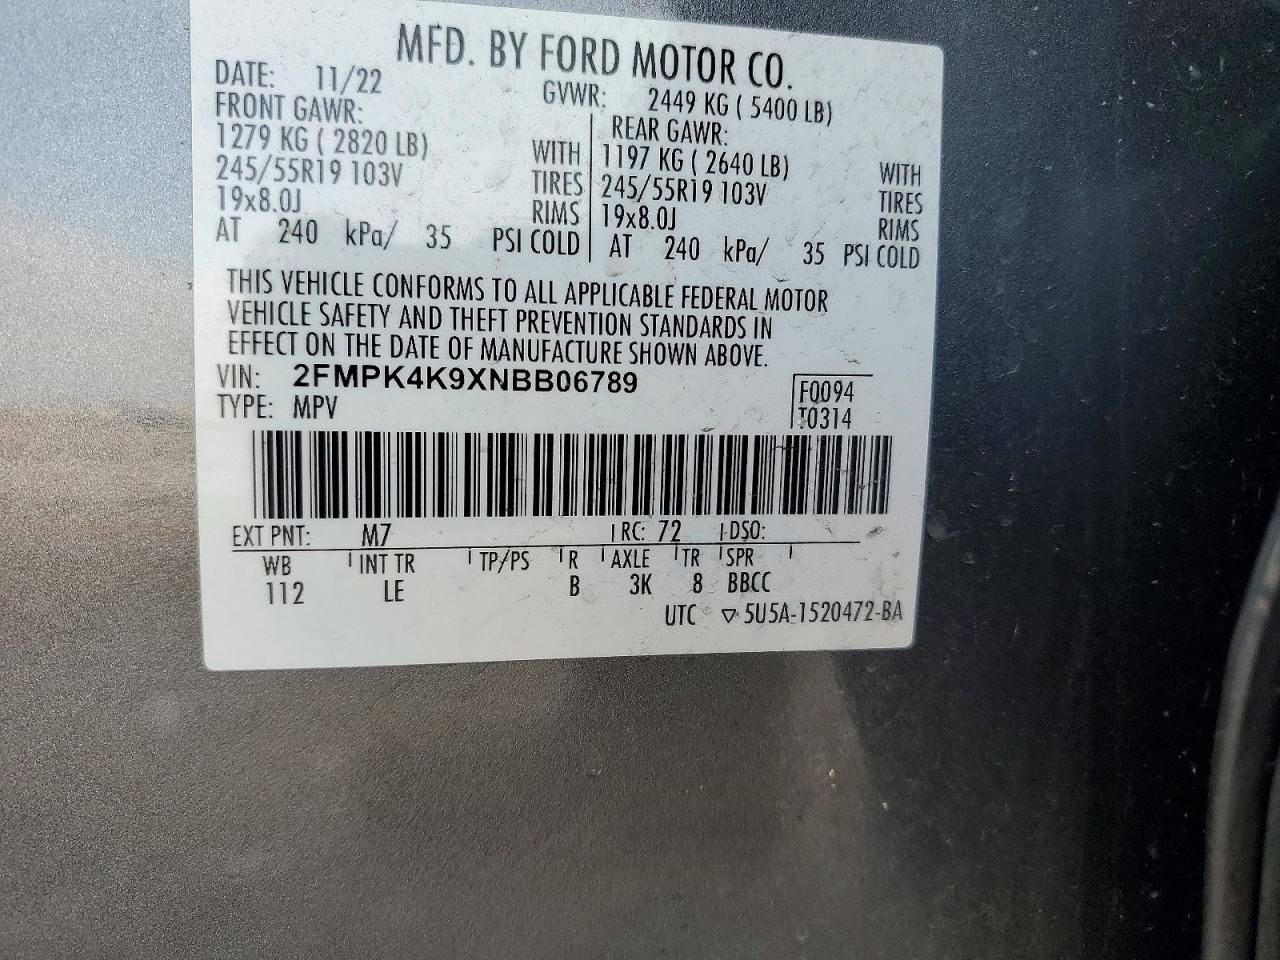 MFD. BY FORD MOTOR CO.
DATE: 11/22 GVWR: 2449 KG ( 5400 LB)
FRONT GAWR: REAR GAWR:
1279 KG ( 2820 LB) WITH 1197 KG ( 2640 LB) WITH
245/55R19 103V TIRES 245/55R19 103V TIRES
19x8.0J RIMS 19x8.0J RIMS
AT 240 kPa/ 35 PSI COLD AT 240 kPa/ 35 PSI COLD
THIS VEHICLE CONFORMS TO ALL APPLICABLE FEDERAL MOTOR
VEHICLE SAFETY AND THEFT PREVENTION STANDARDS IN
EFFECT ON THE DATE OF MANUFACTURE SHOWN ABOVE.
VIN: 2FMPK4K9XNBB06789 F0094
TYPE: MPV T0314
EXT PNT: M7 RC: 72 DSO:
WB INT TR TP/PS R AXLE TR SPR
112 LE B 3K 8 BBCC
UTC ▽ 5U5A-1520472-BA